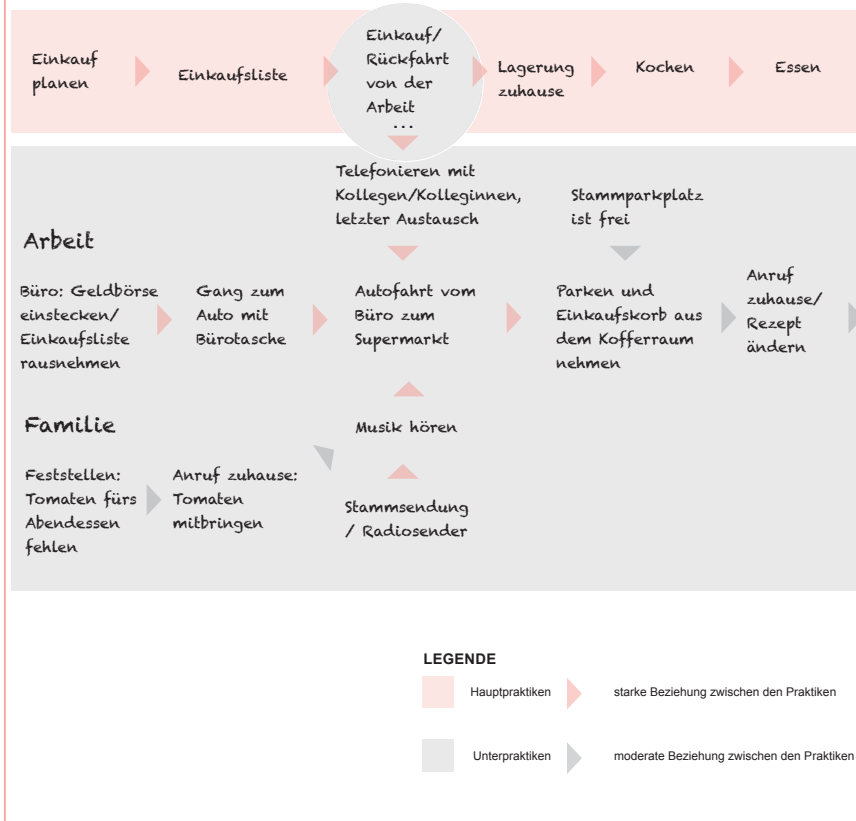 Einkauf
planen
Einkaufsliste
Einkauf/
Rückfahrt
von der
Arbeit
...
Lagerung
zuhause
Kochen
Essen
Telefonieren mit
Kollegen/Kolleginnen,
letzter Austausch
Stammparkplatz
ist frei
Arbeit
Büro: Geldbörse
einstecken/
Einkaufsliste
rausnehmen
Gang zum
Auto mit
Bürotasche
Autofahrt vom
Büro zum
Supermarkt
Parken und
Einkaufskorb aus
dem Kofferraum
nehmen
Anruf
zuhause/
Rezept
ändern
Familie
Musik hören
Feststellen:
Tomaten fürs
Abendessen
fehlen
Anruf zuhause:
Tomaten
mitbringen
Stammsendung
/ Radiosender
LEGENDE
Hauptpraktiken
starke Beziehung zwischen den Praktiken
Unterpraktiken
moderate Beziehung zwischen den Praktiken